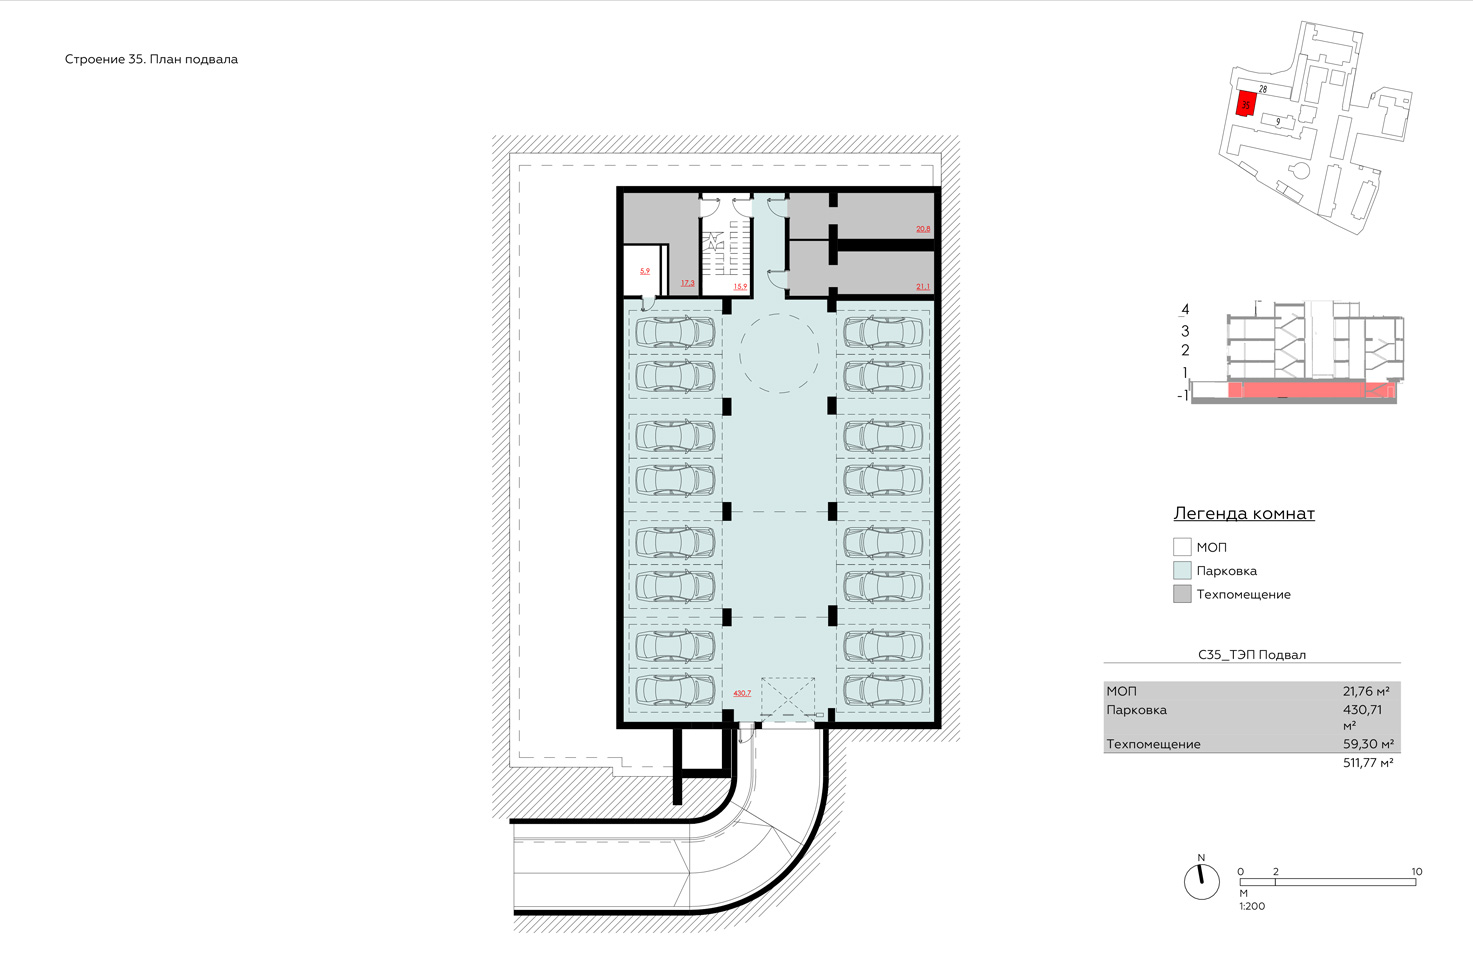 Строение 35. План подвала
28
35
9
20,8
5,9
17,3
15,9
21,1
4
3
2
1
-1
Легенда комнат
МОП
Парковка
Техпомещение
430,7
С35_ТЭП Подвал
МОП 21,76 м²
Парковка 430,71
м²
Техпомещение 59,30 м²
511,77 м²
N
0 2 10
М
1:200